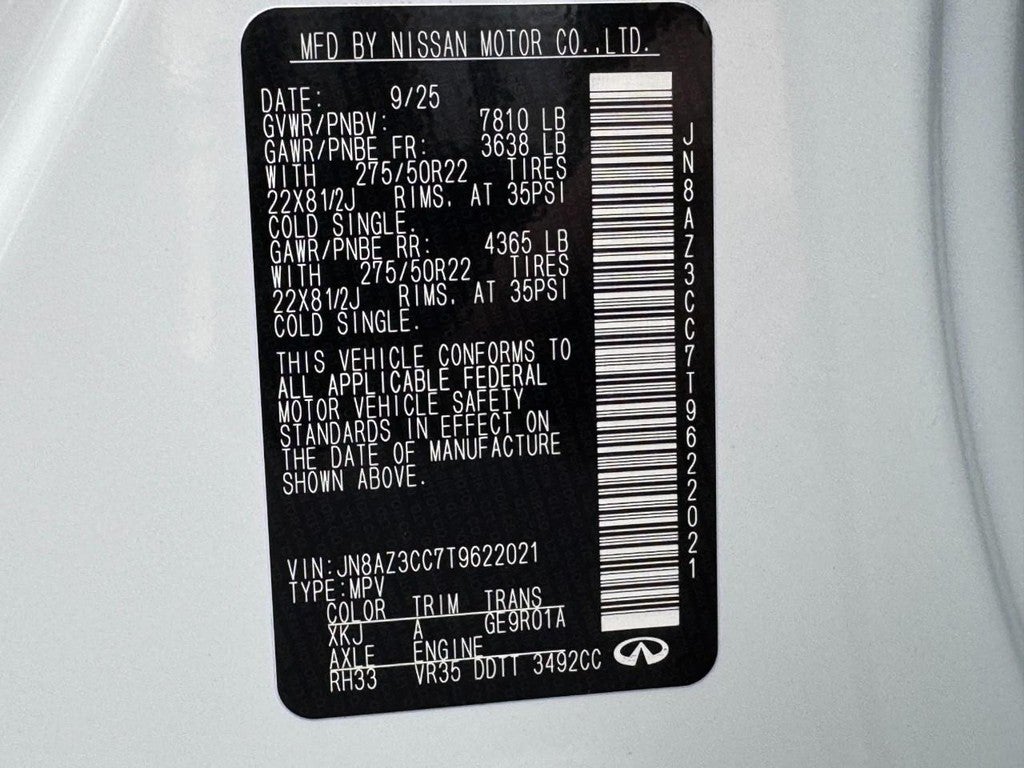 MFD BY NISSAN MOTOR CO.,LTD.
DATE: 9/25
GVWR/PNBV: 7810 LB
GAWR/PNBE FR: 3638 LB
WITH 275/50R22 TIRES
22X81/2J RIMS. AT 35PSI
COLD SINGLE.
GAWR/PNBE RR: 4365 LB
WITH 275/50R22 TIRES
22X81/2J RIMS. AT 35PSI
COLD SINGLE.
THIS VEHICLE CONFORMS TO
ALL APPLICABLE FEDERAL
MOTOR VEHICLE SAFETY
STANDARDS IN EFFECT ON
THE DATE OF MANUFACTURE
SHOWN ABOVE.
VIN:JN8AZ3CC7T9622021
TYPE:MPV
COLOR TRIM TRANS
XKJ A GE9R01A
AXLE ENGINE
RH33 VR35 DDTT 3492CC
JN8AZ3CC7T9622021